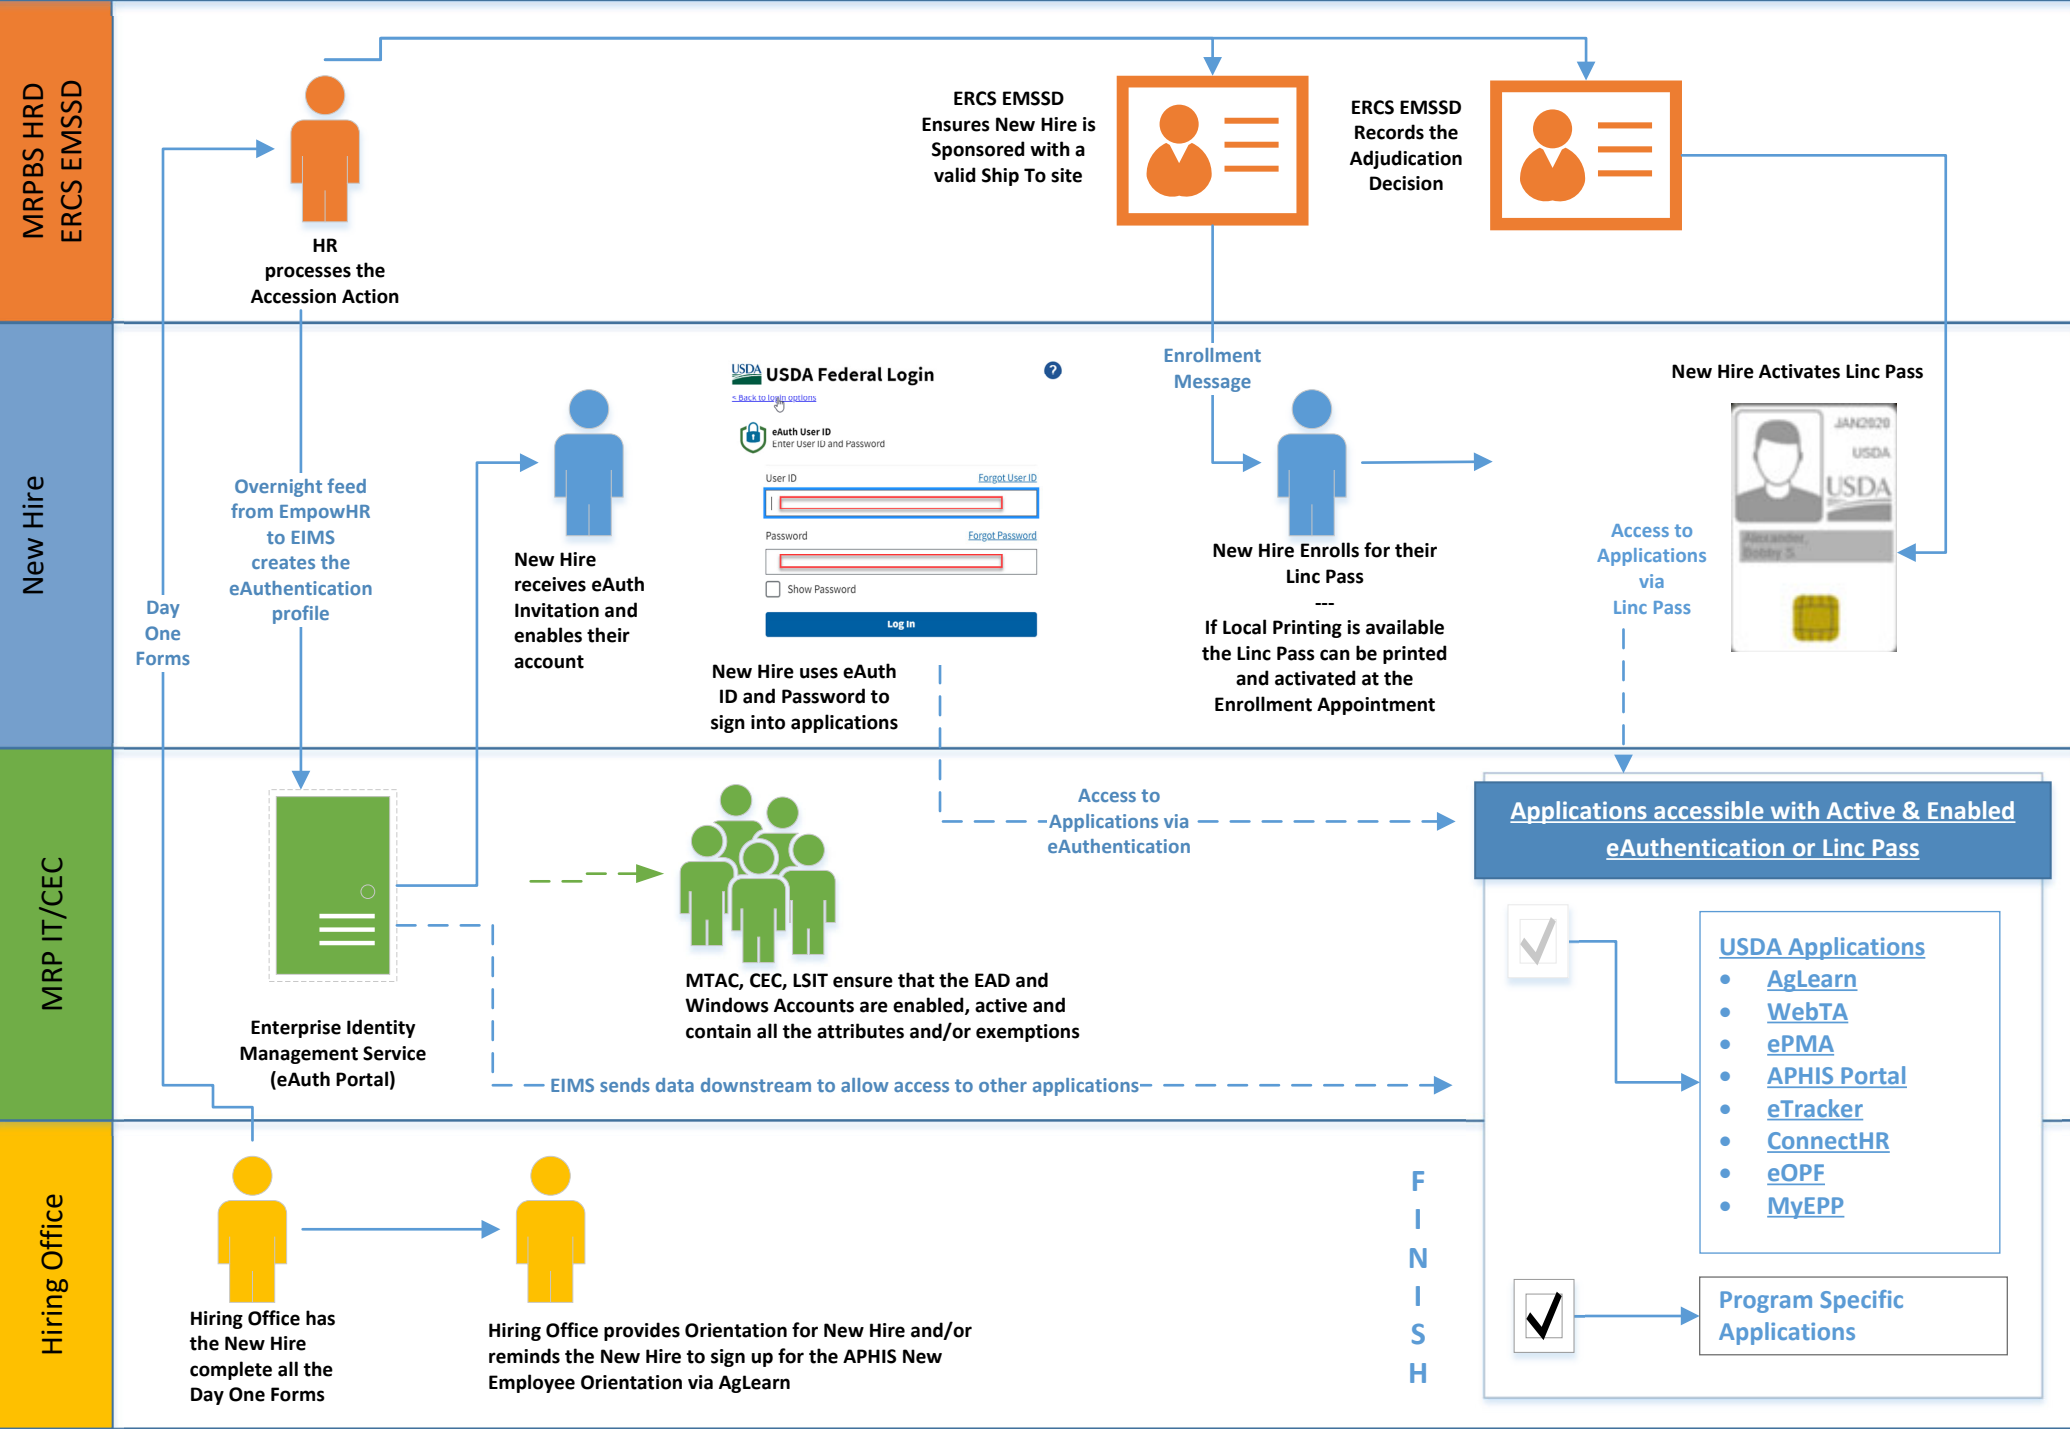 MRPBS HRD
ERCS EMSSD
HR
processes the
Accession Action
ERCS EMSSD
Ensures New Hire is
Sponsored with a
valid Ship To site
ERCS EMSSD
Records the
Adjudication
Decision
New Hire
Day
One
Forms
Overnight feed
from EmpowHR
to EIMS
creates the
eAuthentication
profile
New Hire
receives eAuth
Invitation and
enables their
account
USDA USDA Federal Login
?
< Back to login options
eAuth User ID
Enter User ID and Password
User ID Forgot User ID
Password Forgot Password
Show Password
Log In
New Hire uses eAuth
ID and Password to
sign into applications
Enrollment
Message
New Hire Enrolls for their
Linc Pass
---
If Local Printing is available
the Linc Pass can be printed
and activated at the
Enrollment Appointment
Access to
Applications
via
Linc Pass
New Hire Activates Linc Pass
JAN2020
USDA
USDA
Alexander,
Bobby S.
MRP IT/CEC
Enterprise Identity
Management Service
(eAuth Portal)
MTAC, CEC, LSIT ensure that the EAD and
Windows Accounts are enabled, active and
contain all the attributes and/or exemptions
Access to
Applications via
eAuthentication
EIMS sends data downstream to allow access to other applications
Applications accessible with Active & Enabled
eAuthentication or Linc Pass
USDA Applications
• AgLearn
• WebTA
• ePMA
• APHIS Portal
• eTracker
• ConnectHR
• eOPF
• MyEPP
Program Specific
Applications
Hiring Office
Hiring Office has
the New Hire
complete all the
Day One Forms
Hiring Office provides Orientation for New Hire and/or
reminds the New Hire to sign up for the APHIS New
Employee Orientation via AgLearn
F
I
N
I
S
H